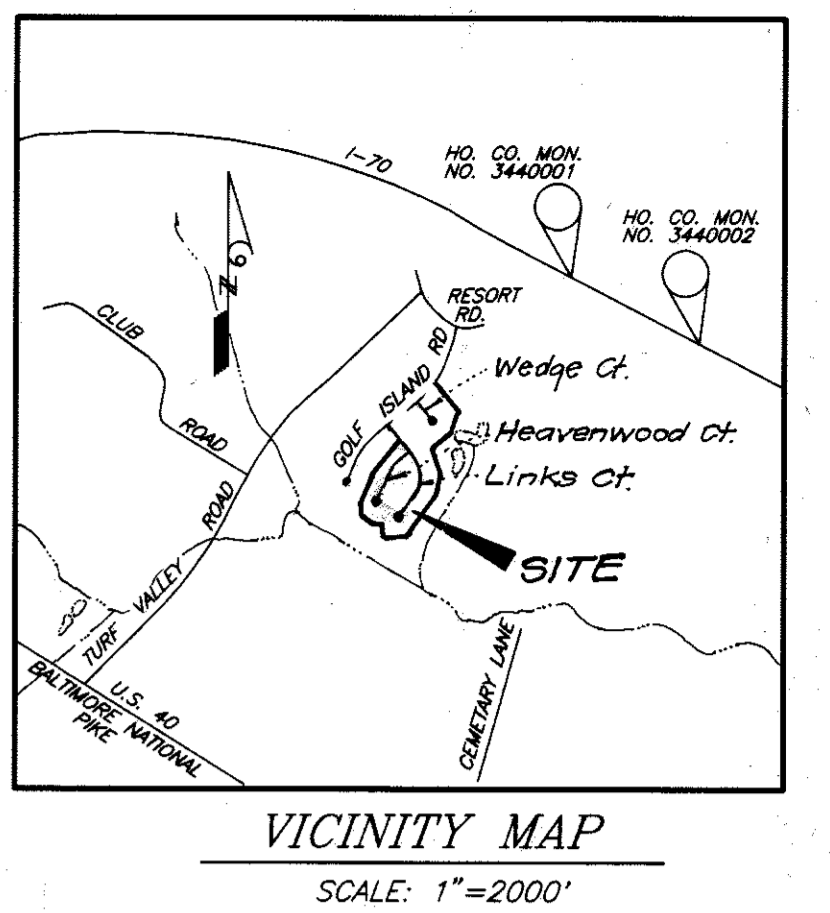 I-70
HO. CO. MON.
NO. 3440001
HO. CO. MON.
NO. 3440002
N
RESORT
RD.
CLUB
ROAD
GOLF ISLAND RD
Wedge Ct.
Heavenwood Ct.
Links Ct.
SITE
TURF VALLEY ROAD
U.S. 40
BALTIMORE NATIONAL
PIKE
CEMETARY LANE
VICINITY MAP
SCALE: 1"=2000'